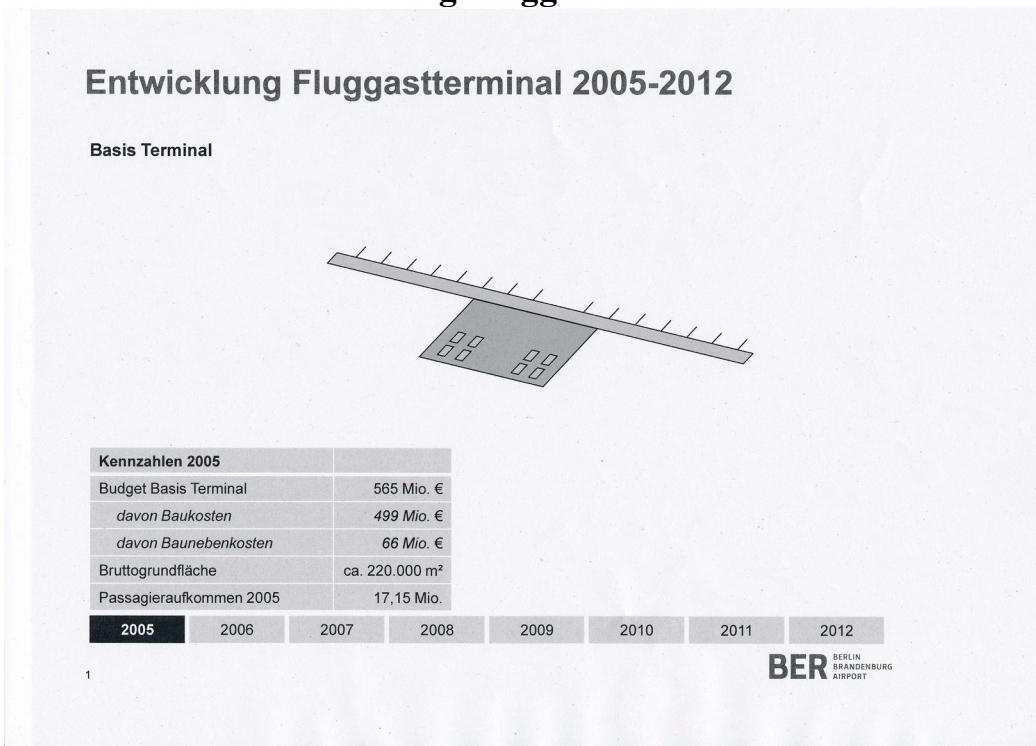 Entwicklung Fluggastterminal 2005-2012
Basis Terminal
Kennzahlen 2005
Budget Basis Terminal 565 Mio. €
davon Baukosten 499 Mio. €
davon Baunebenkosten 66 Mio. €
Bruttogrundfläche ca. 220.000 m²
Passagieraufkommen 2005 17,15 Mio.
2005 2006 2007 2008 2009 2010 2011 2012
1
BER BERLIN
BRANDENBURG
AIRPORT